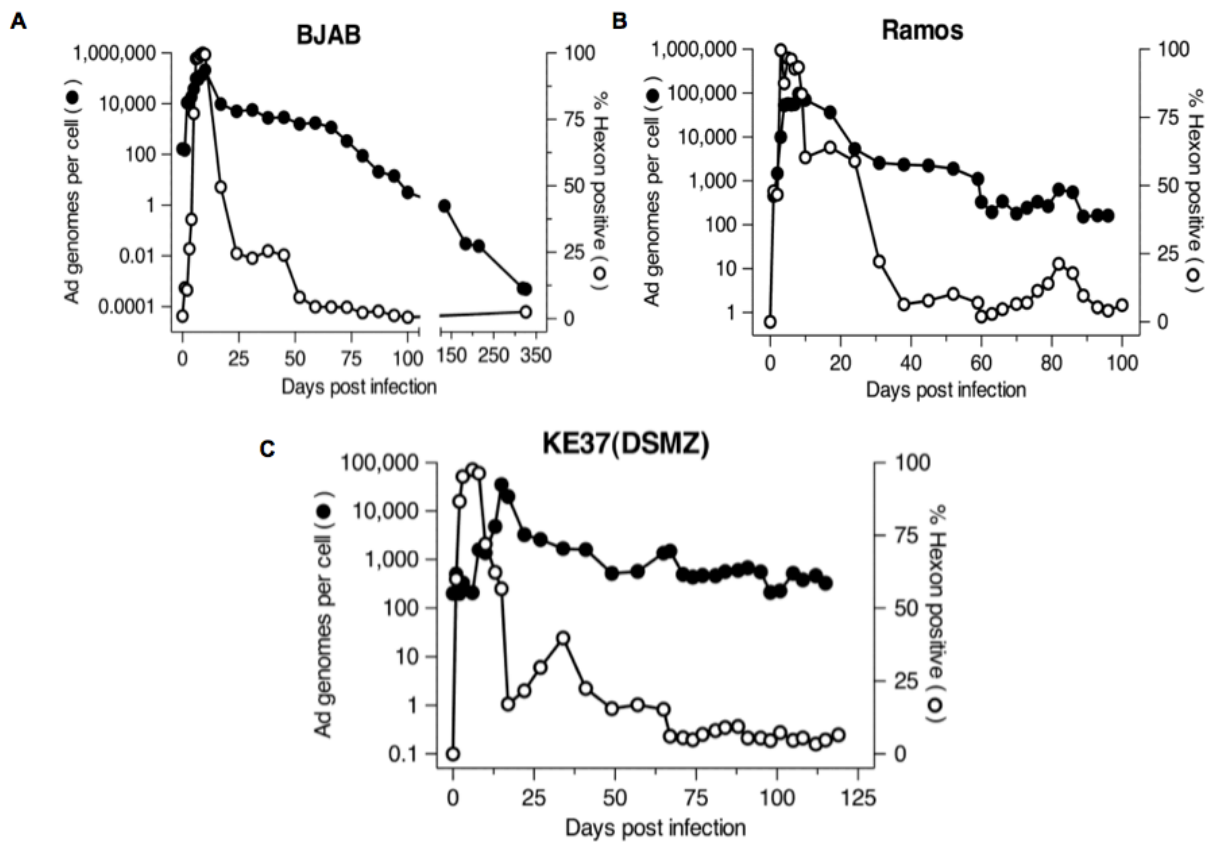 A
BJAB
1,000,000
10,000
100
1
0.01
0.0001
Ad genomes per cell (●)
100
75
50
25
0
% Hexon positive (○)
0 25 50 75 100 150 250 350
Days post infection
B
Ramos
1,000,000
100,000
10,000
1,000
100
10
1
Ad genomes per cell (●)
100
75
50
25
0
% Hexon positive (○)
0 20 40 60 80 100
Days post infection
C
KE37(DSMZ)
100,000
10,000
1,000
100
10
1
0.1
Ad genomes per cell (●)
100
75
50
25
0
% Hexon positive (○)
0 25 50 75 100 125
Days post infection